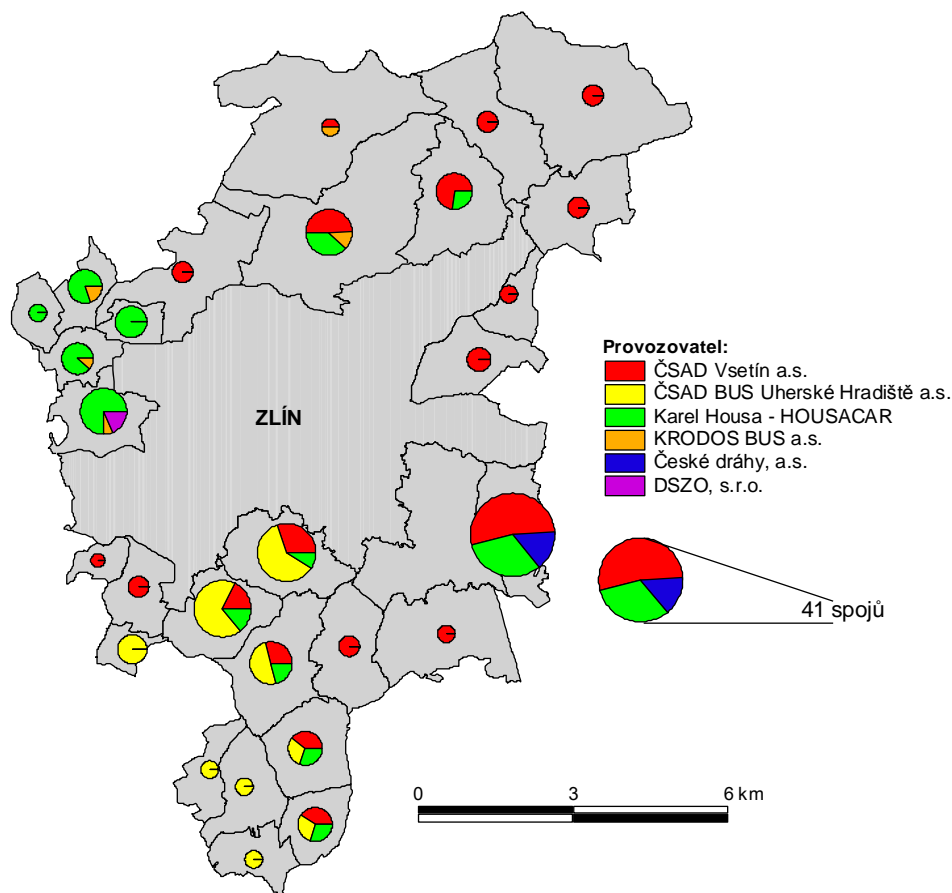 Provozovatel:
ČSAD Vsetín a.s.
ČSAD BUS Uherské Hradiště a.s.
Karel Housa - HOUSACAR
KRODOS BUS a.s.
České dráhy, a.s.
DSZO, s.r.o.
ZLÍN
41 spojů
0 3 6 km